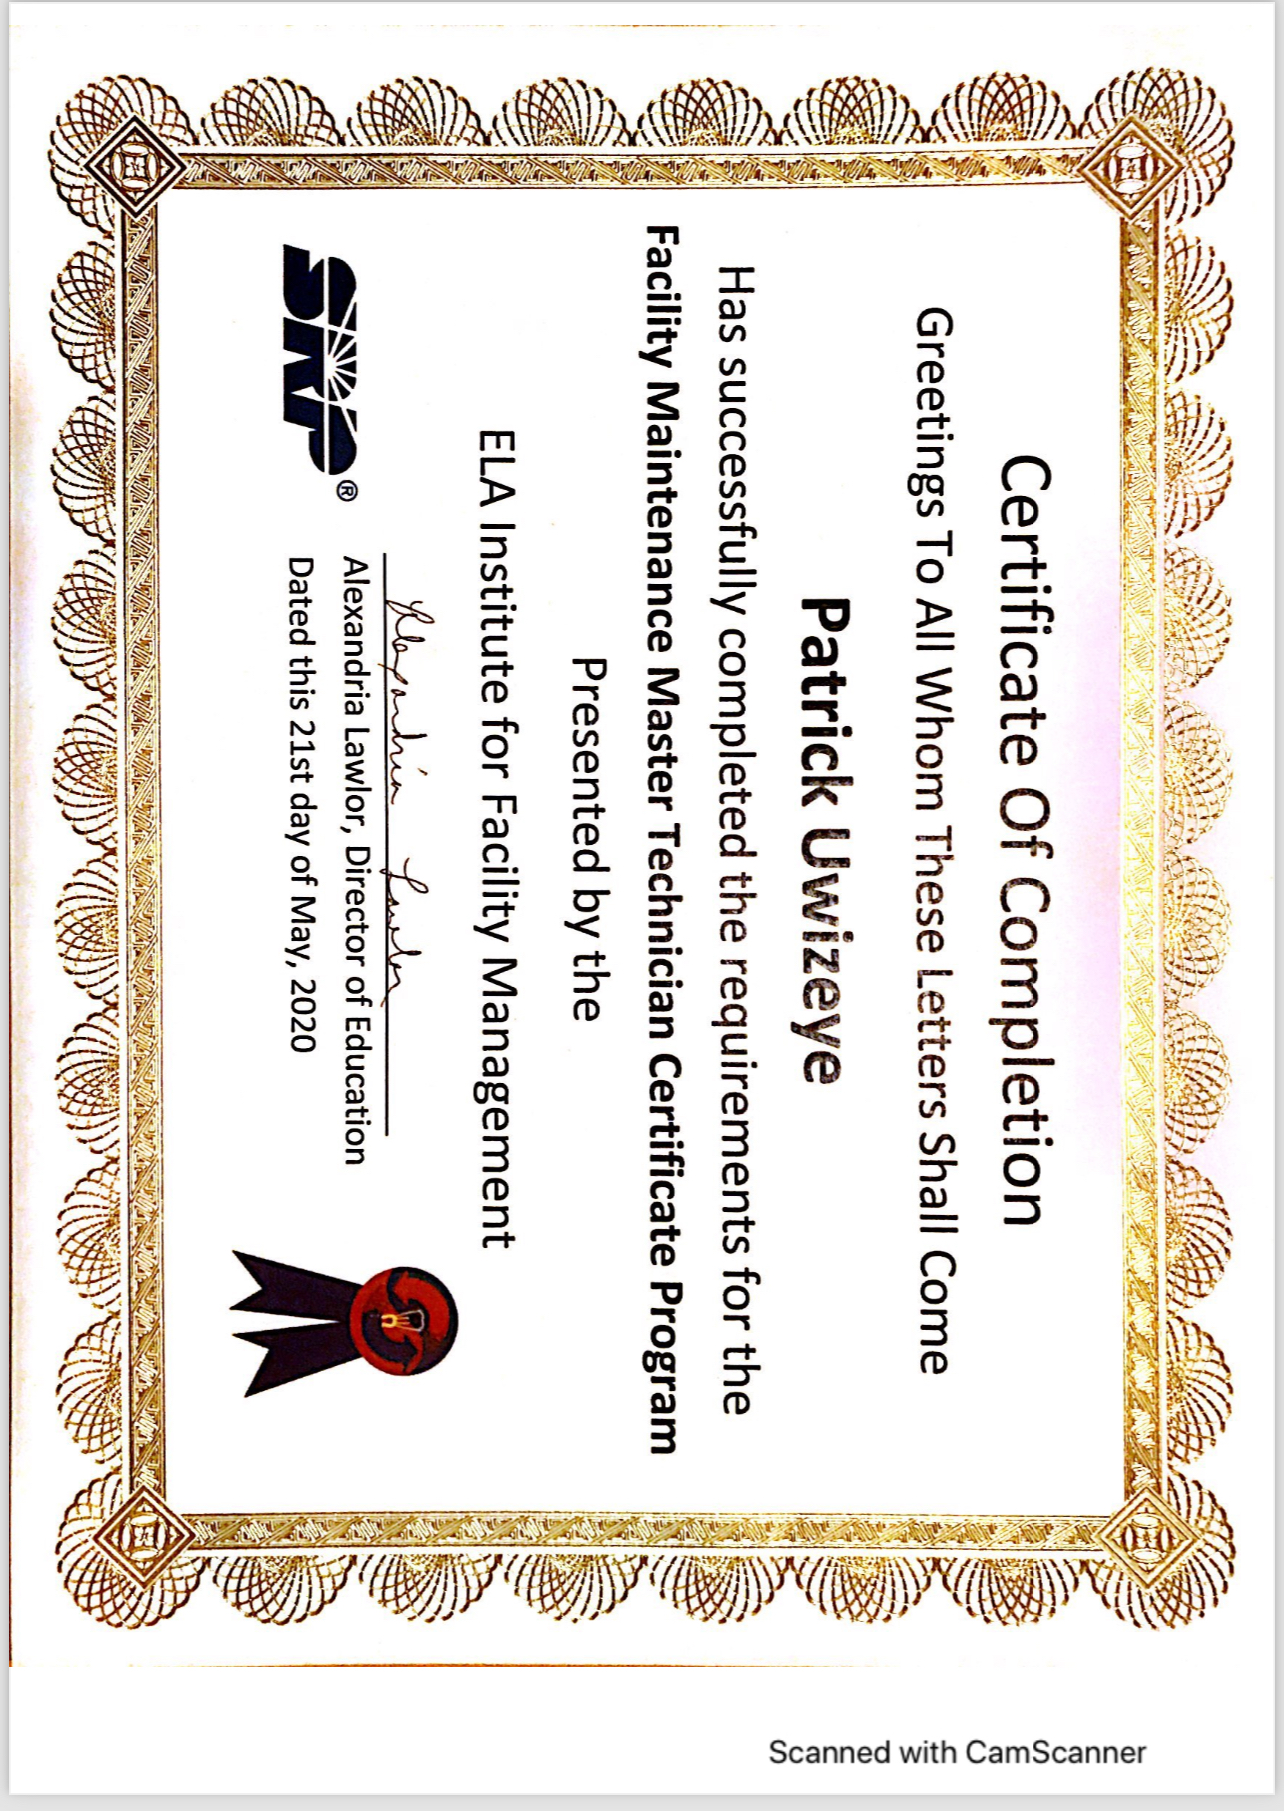 Certificate Of Completion
Greetings To All Whom These Letters Shall Come
Patrick Uwizeye
Has successfully completed the requirements for the
Facility Maintenance Master Technician Certificate Program
Presented by the
ELA Institute for Facility Management
Alexandria Lawlor
SRP®
Alexandria Lawlor, Director of Education
Dated this 21st day of May, 2020
Scanned with CamScanner